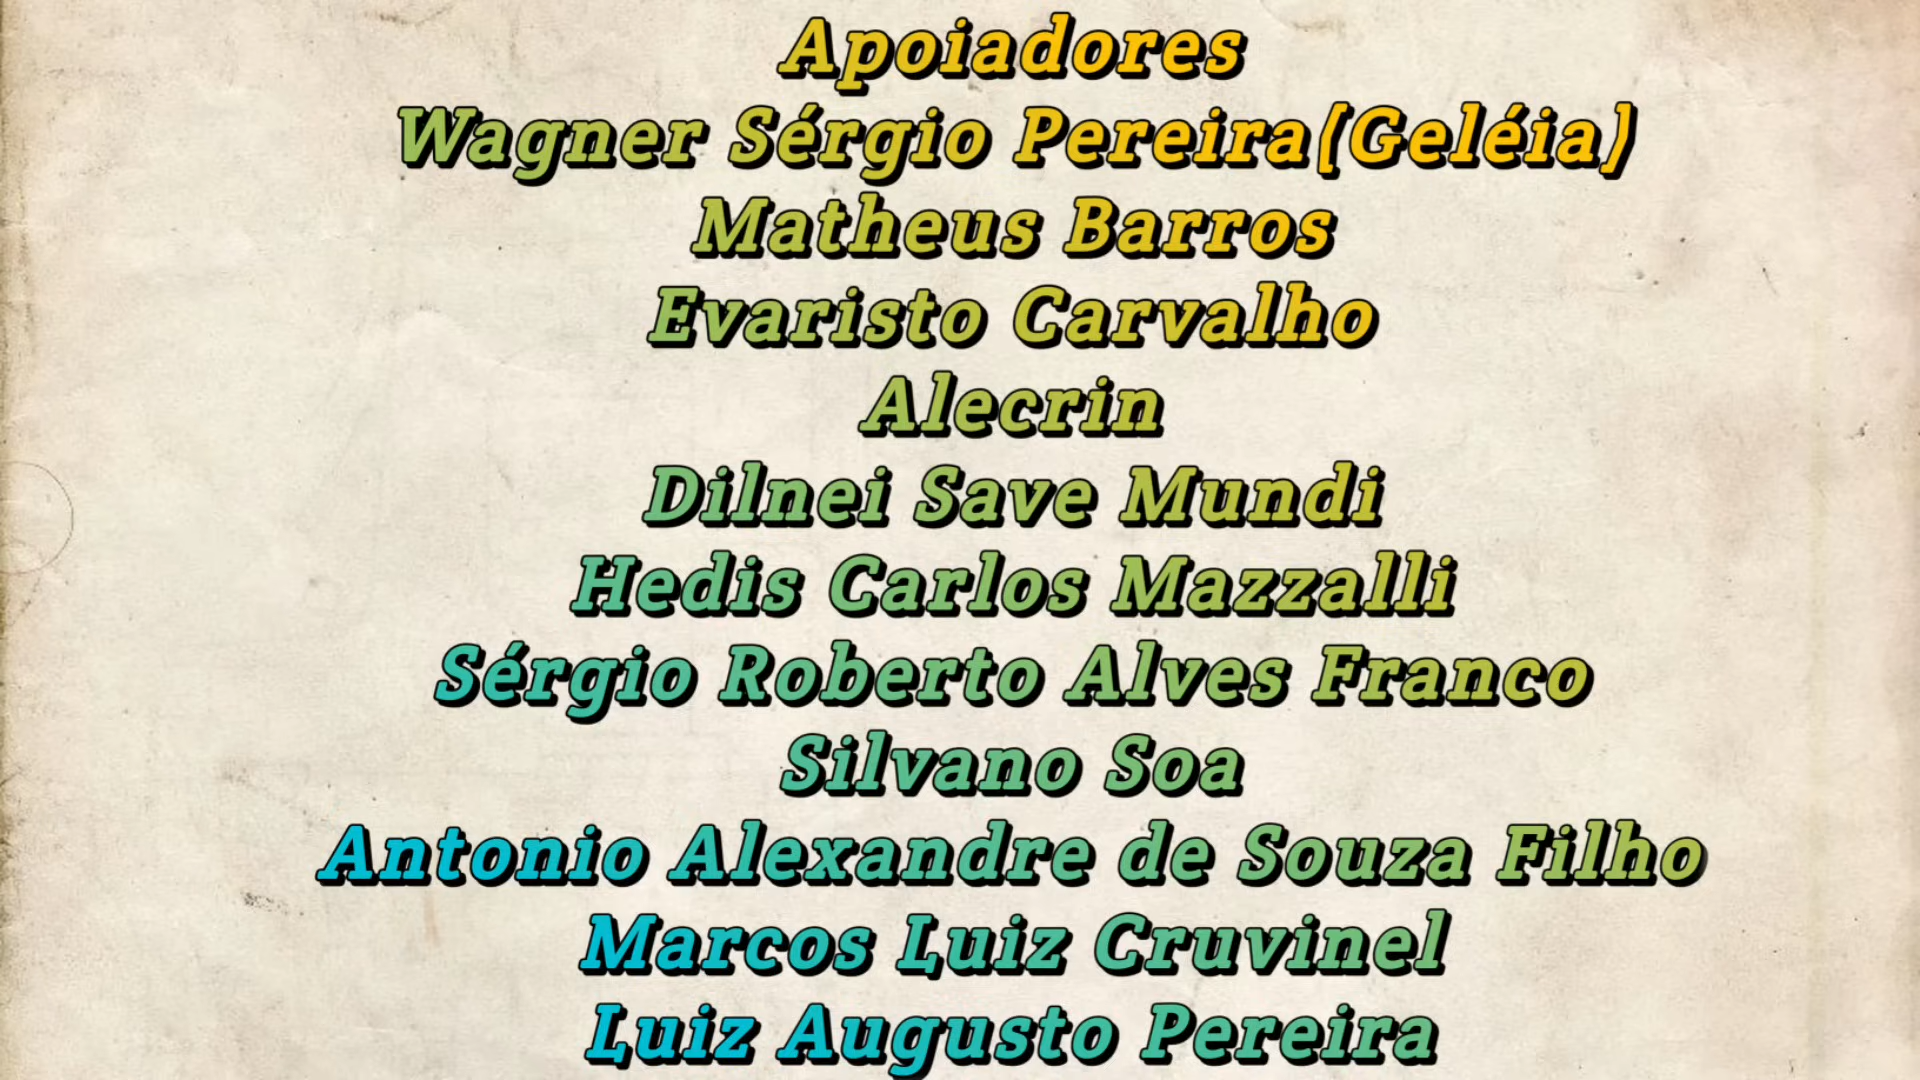 Apoiadores
Wagner Sérgio Pereira(Geléia)
Matheus Barros
Evaristo Carvalho
Alecrin
Dilnei Save Mundi
Hedis Carlos Mazzalli
Sérgio Roberto Alves Franco
Silvano Soa
Antonio Alexandre de Souza Filho
Marcos Luiz Cruvinel
Luiz Augusto Pereira